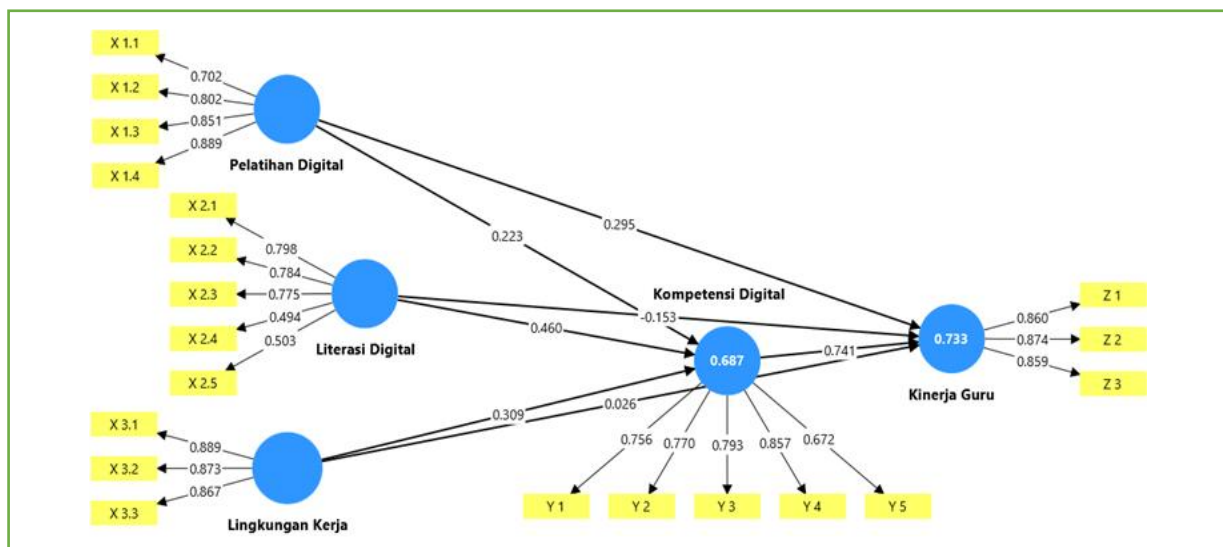 X 1.1
X 1.2
X 1.3
X 1.4
0.702
0.802
0.851
0.889
Pelatihan Digital
0.295
0.223
X 2.1
X 2.2
X 2.3
X 2.4
X 2.5
0.798
0.784
0.775
0.494
0.503
Literasi Digital
Kompetensi Digital
-0.153
0.460
0.687
0.741
0.733
Kinerja Guru
0.860
0.874
0.859
Z 1
Z 2
Z 3
X 3.1
X 3.2
X 3.3
0.889
0.873
0.867
Lingkungan Kerja
0.309
0.026
0.756
0.770
0.793
0.857
0.672
Y 1
Y 2
Y 3
Y 4
Y 5